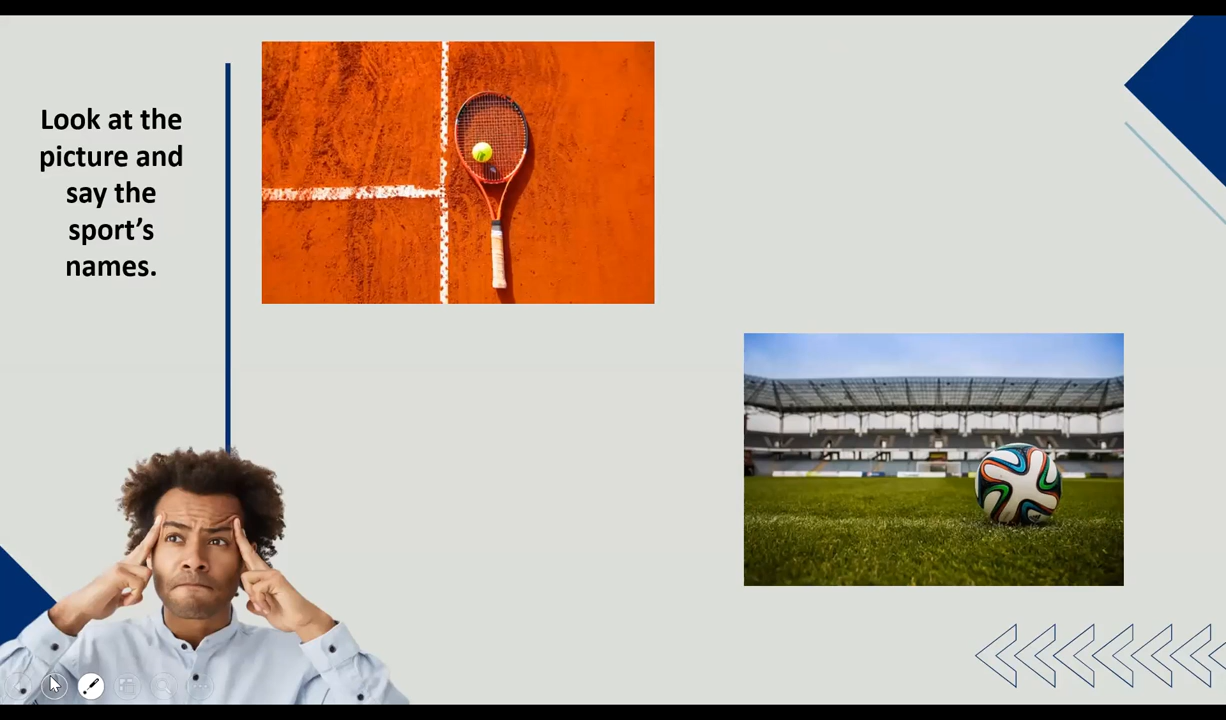 Look at the
picture and
say the
sport’s
names.